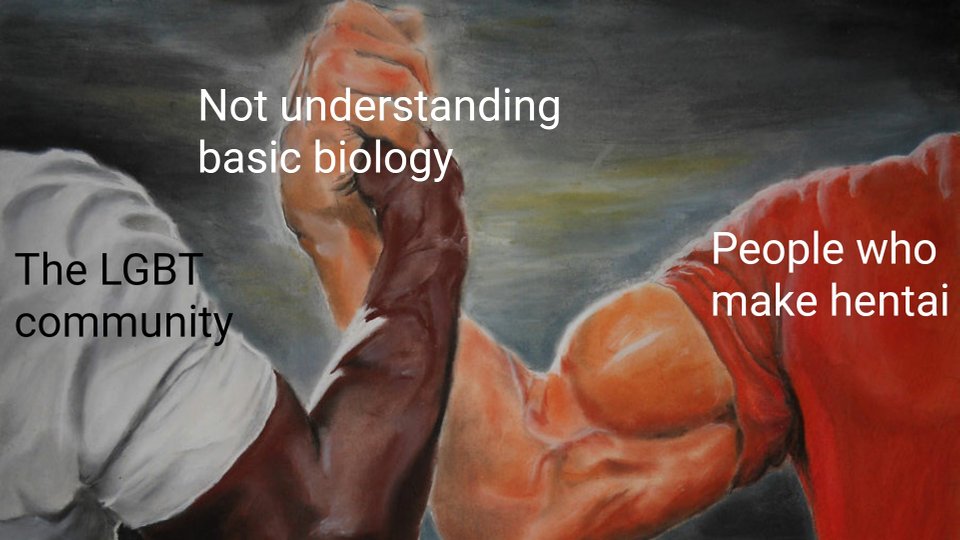 Not understanding
basic biology
The LGBT
community
People who
make hentai